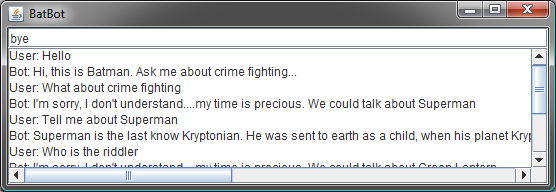 BatBot
bye
User: Hello
Bot: Hi, this is Batman. Ask me about crime fighting...
User: What about crime fighting
Bot: I'm sorry, I don't understand....my time is precious. We could talk about Superman
User: Tell me about Superman
Bot: Superman is the last know Kryptonian. He was sent to earth as a child, when his planet Kryp
User: Who is the riddler
Bot: I'm sorry, I don't understand....my time is precious. We could talk about Green Lantern